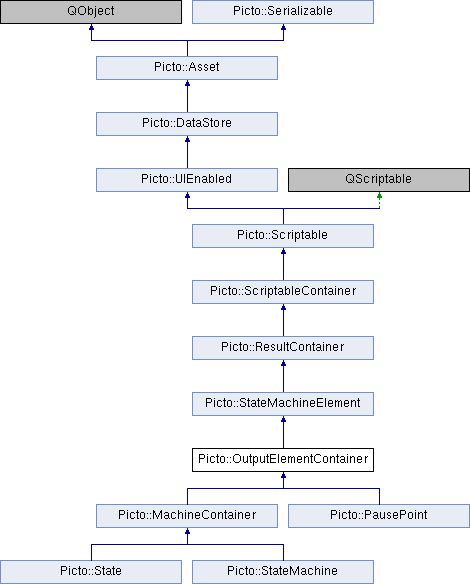 QObject
Picto::Serializable
Picto::Asset
Picto::DataStore
Picto::UIEnabled
QScriptable
Picto::Scriptable
Picto::ScriptableContainer
Picto::ResultContainer
Picto::StateMachineElement
Picto::OutputElementContainer
Picto::MachineContainer
Picto::PausePoint
Picto::State
Picto::StateMachine